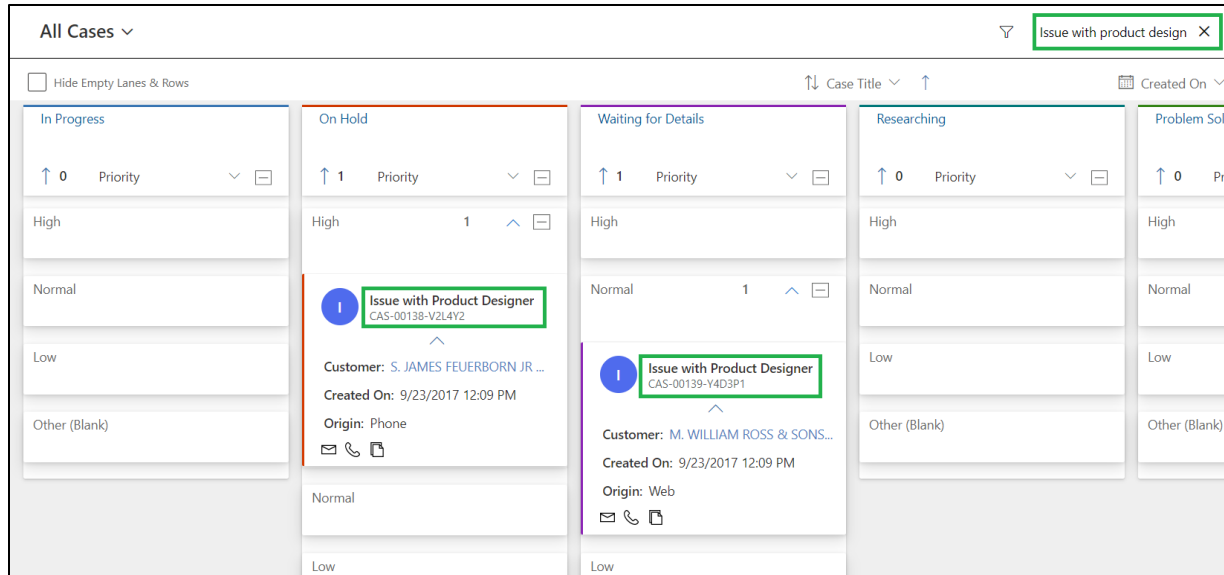 All Cases
Issue with product design
Hide Empty Lanes & Rows
Case Title
Created On
In Progress
0 Priority
High
Normal
Low
Other (Blank)
On Hold
1 Priority
High 1
I
Issue with Product Designer
CAS-00138-V2L4Y2
Customer: S. JAMES FEUERBORN JR ...
Created On: 9/23/2017 12:09 PM
Origin: Phone
Normal
Low
Waiting for Details
1 Priority
High
Normal 1
I
Issue with Product Designer
CAS-00139-Y4D3P1
Customer: M. WILLIAM ROSS & SONS...
Created On: 9/23/2017 12:09 PM
Origin: Web
Low
Researching
0 Priority
High
Normal
Low
Other (Blank)
Problem Sol
0 Pr
High
Normal
Low
Other (Blank)